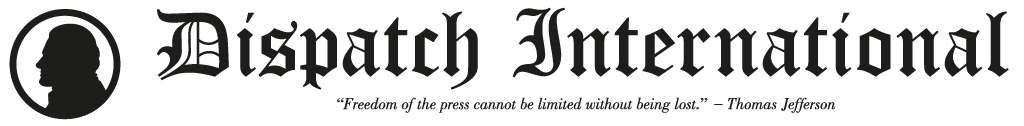 Dispatch International
“Freedom of the press cannot be limited without being lost.” – Thomas Jefferson